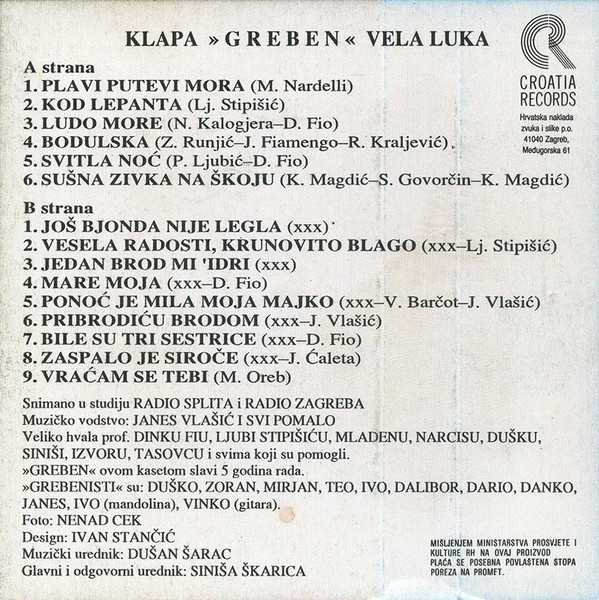 KLAPA »GREBEN« VELA LUKA
A strana
1. PLAVI PUTEVI MORA (M. Nardelli)
2. KOD LEPANTA (Lj. Stipišić)
3. LUDO MORE (N. Kalogjera–D. Fio)
4. BODULSKA (Z. Runjić–J. Fiamengo–R. Kraljević)
5. SVITLA NOĆ (P. Ljubić–D. Fio)
6. SUŠNA ZIVKA NA ŠKOJU (K. Magdić–S. Govorčin–K. Magdić)
B strana
1. JOŠ BJONDA NIJE LEGLA (xxx)
2. VESELA RADOSTI, KRUNOVITO BLAGO (xxx–Lj. Stipišić)
3. JEDAN BROD MI 'IDRI (xxx)
4. MARE MOJA (xxx–D. Fio)
5. PONOĆ JE MILA MOJA MAJKO (xxx–V. Barčot–J. Vlašić)
6. PRIBRODIĆU BRODOM (xxx–J. Vlašić)
7. BILE SU TRI SESTRICE (xxx–D. Fio)
8. ZASPALO JE SIROČE (xxx–J. Ćaleta)
9. VRAĆAM SE TEBI (M. Oreb)
Snimano u studiju RADIO SPLITA i RADIO ZAGREBA
Muzičko vodstvo: JANES VLAŠIĆ I SVI POMALO
Veliko hvala prof. DINKU FIU, LJUBI STIPIŠIĆU, MLADENU, NARCISU, DUŠKU,
SINIŠI, IZVORU, TASOVCU i svima koji su pomogli.
»GREBEN« ovom kasetom slavi 5 godina rada.
»GREBENISTI« su: DUŠKO, ZORAN, MIRJAN, TEO, IVO, DALIBOR, DARIO, DANKO,
JANES, IVO (mandolina), VINKO (gitara).
Foto: NENAD CEK
Design: IVAN STANČIĆ
Muzički urednik: DUŠAN ŠARAC
Glavni i odgovorni urednik: SINIŠA ŠKARICA
CROATIA
RECORDS
Hrvatska naklada
zvuka i slike p.o.
41040 Zagreb,
Međugorska 61
MIŠLJENJEM MINISTARSTVA PROSVJETE I
KULTURE RH NA OVAJ PROIZVOD
PLAĆA SE POSEBNA POVLAŠTENA STOPA
POREZA NA PROMET.